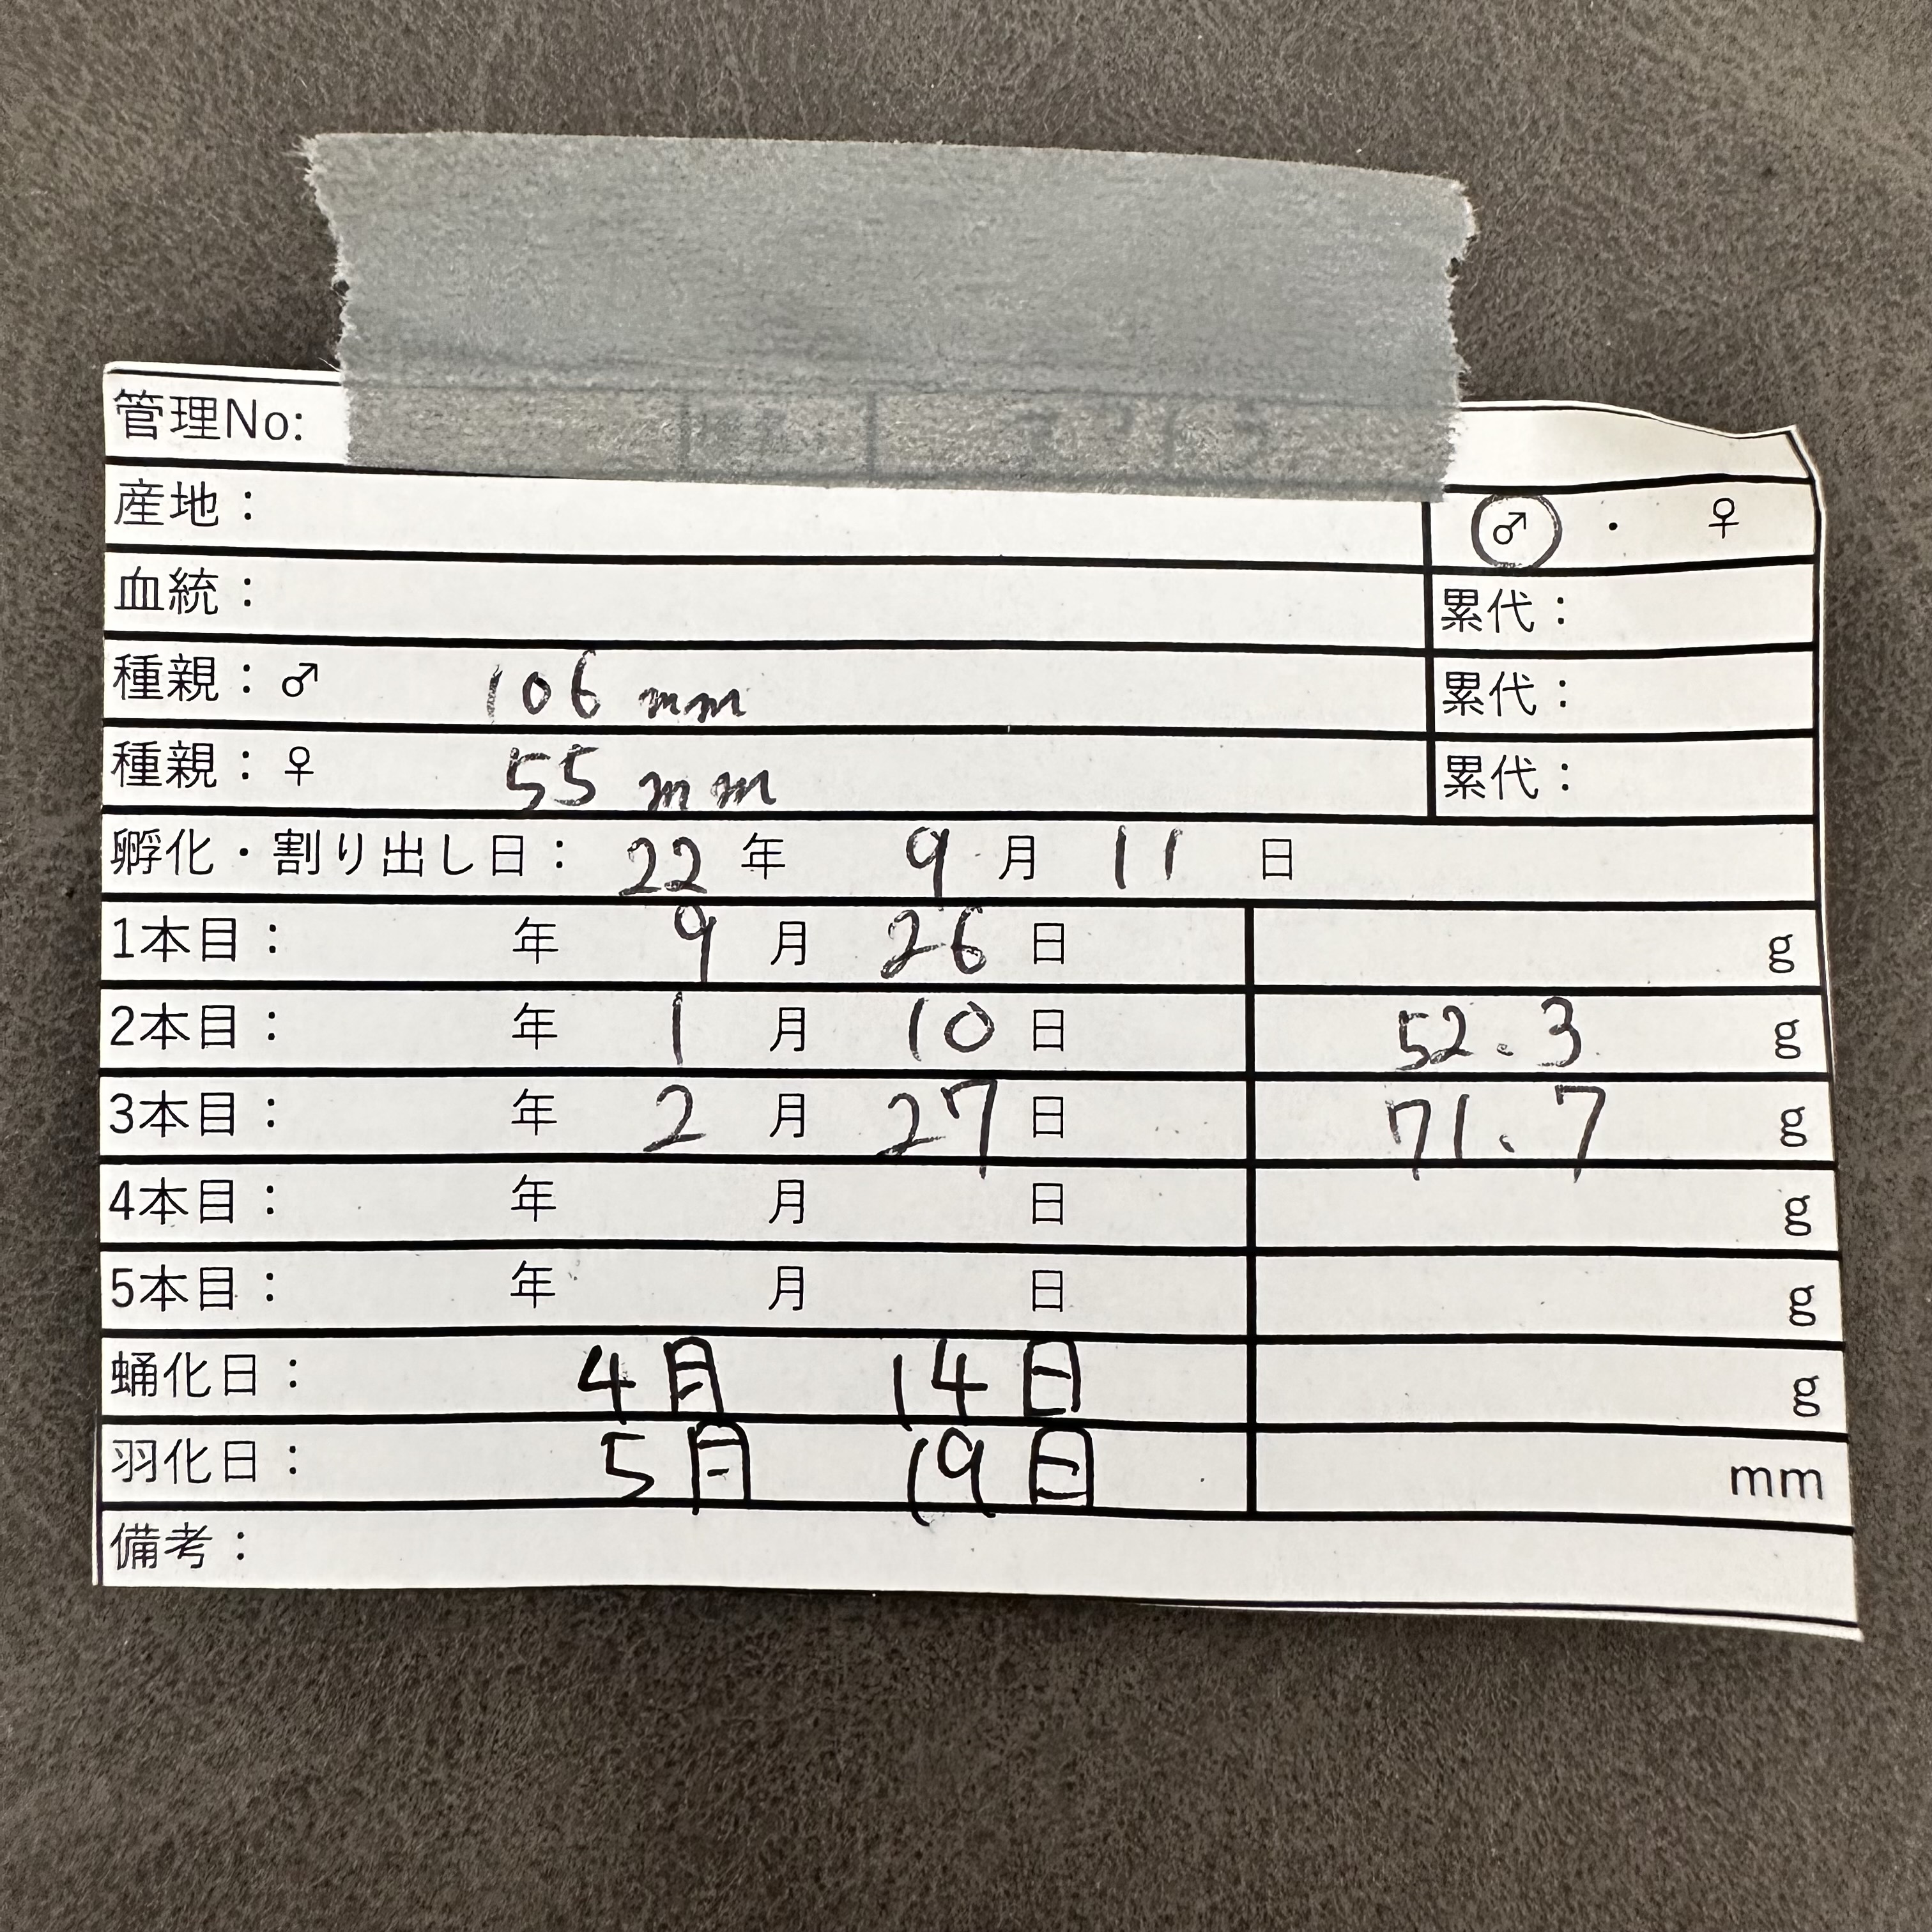 管理No:
産地： ♂ ・ ♀
血統： 累代：
種親：♂ 106 mm 累代：
種親：♀ 55 mm 累代：
孵化・割り出し日： 22 年 9 月 11 日
1本目： 年 9 月 26 日 g
2本目： 年 1 月 10 日 52.3 g
3本目： 年 2 月 27 日 71.7 g
4本目： 年 月 日 g
5本目： 年 月 日 g
蛹化日： 4月 14日 g
羽化日： 5月 19日 mm
備考：